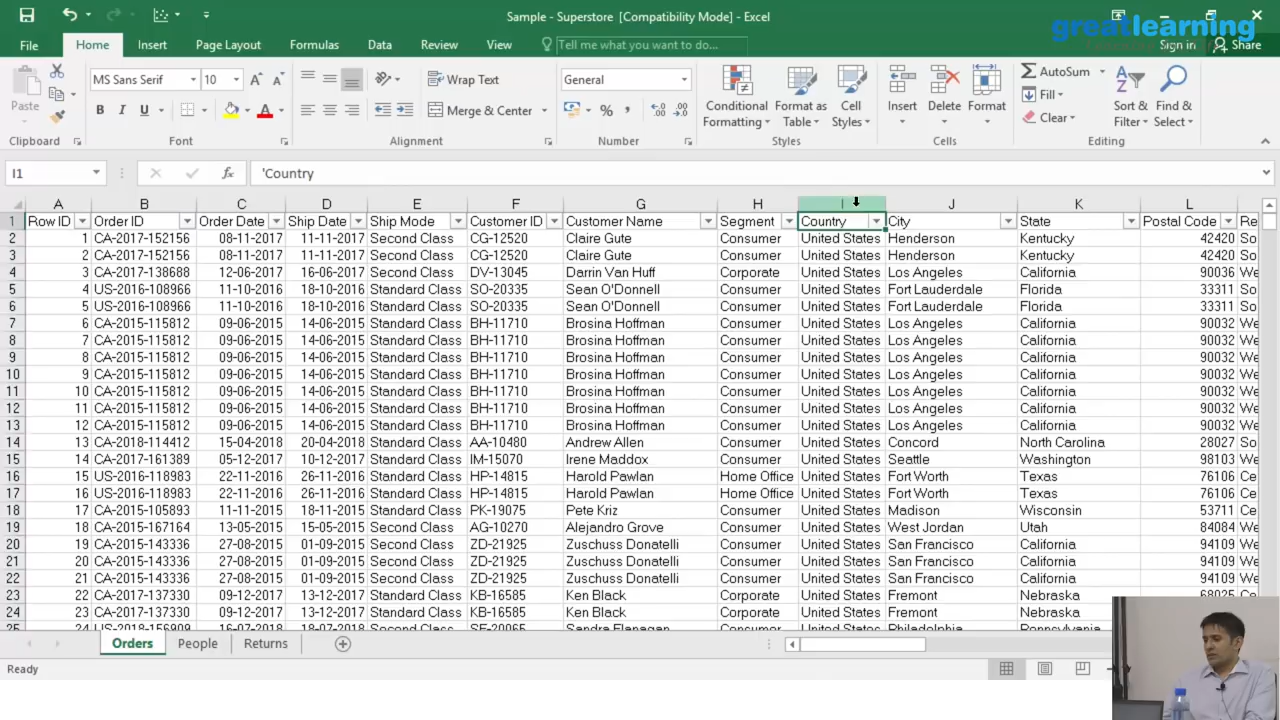 Sample - Superstore [Compatibility Mode] - Excel
greatlearning
File Home Insert Page Layout Formulas Data Review View Tell me what you want to do... Sign in Share
MS Sans Serif 10 Wrap Text General AutoSum
Paste B I U Merge & Center % Conditional Formatting Format as Table Cell Styles Insert Delete Format Fill Clear Sort & Filter Find & Select
Clipboard Font Alignment Number Styles Cells Editing
I1 fx 'Country
A B C D E F G H I J K L
1 Row ID Order ID Order Date Ship Date Ship Mode Customer ID Customer Name Segment Country City State Postal Code Re
2 1 CA-2017-152156 08-11-2017 11-11-2017 Second Class CG-12520 Claire Gute Consumer United States Henderson Kentucky 42420 So
3 2 CA-2017-152156 08-11-2017 11-11-2017 Second Class CG-12520 Claire Gute Consumer United States Henderson Kentucky 42420 So
4 3 CA-2017-138688 12-06-2017 16-06-2017 Second Class DV-13045 Darrin Van Huff Corporate United States Los Angeles California 90036 We
5 4 US-2016-108966 11-10-2016 18-10-2016 Standard Class SO-20335 Sean O'Donnell Consumer United States Fort Lauderdale Florida 33311 So
6 5 US-2016-108966 11-10-2016 18-10-2016 Standard Class SO-20335 Sean O'Donnell Consumer United States Fort Lauderdale Florida 33311 So
7 6 CA-2015-115812 09-06-2015 14-06-2015 Standard Class BH-11710 Brosina Hoffman Consumer United States Los Angeles California 90032 We
8 7 CA-2015-115812 09-06-2015 14-06-2015 Standard Class BH-11710 Brosina Hoffman Consumer United States Los Angeles California 90032 We
9 8 CA-2015-115812 09-06-2015 14-06-2015 Standard Class BH-11710 Brosina Hoffman Consumer United States Los Angeles California 90032 We
10 9 CA-2015-115812 09-06-2015 14-06-2015 Standard Class BH-11710 Brosina Hoffman Consumer United States Los Angeles California 90032 We
11 10 CA-2015-115812 09-06-2015 14-06-2015 Standard Class BH-11710 Brosina Hoffman Consumer United States Los Angeles California 90032 We
12 11 CA-2015-115812 09-06-2015 14-06-2015 Standard Class BH-11710 Brosina Hoffman Consumer United States Los Angeles California 90032 We
13 12 CA-2015-115812 09-06-2015 14-06-2015 Standard Class BH-11710 Brosina Hoffman Consumer United States Los Angeles California 90032 We
14 13 CA-2018-114412 15-04-2018 20-04-2018 Standard Class AA-10480 Andrew Allen Consumer United States Concord North Carolina 28027 So
15 14 CA-2017-161389 05-12-2017 10-12-2017 Standard Class IM-15070 Irene Maddox Consumer United States Seattle Washington 98103 We
16 15 US-2016-118983 22-11-2016 26-11-2016 Standard Class HP-14815 Harold Pawlan Home Office United States Fort Worth Texas 76106 Ce
17 16 US-2016-118983 22-11-2016 26-11-2016 Standard Class HP-14815 Harold Pawlan Home Office United States Fort Worth Texas 76106 Ce
18 17 CA-2015-105893 11-11-2015 18-11-2015 Standard Class PK-19075 Pete Kriz Consumer United States Madison Wisconsin 53711 Ce
19 18 CA-2015-167164 13-05-2015 15-05-2015 Second Class AG-10270 Alejandro Grove Consumer United States West Jordan Utah 84084 We
20 19 CA-2015-143336 27-08-2015 01-09-2015 Second Class ZD-21925 Zuschuss Donatelli Consumer United States San Francisco California 94109 We
21 20 CA-2015-143336 27-08-2015 01-09-2015 Second Class ZD-21925 Zuschuss Donatelli Consumer United States San Francisco California 94109 We
22 21 CA-2015-143336 27-08-2015 01-09-2015 Second Class ZD-21925 Zuschuss Donatelli Consumer United States San Francisco California 94109 We
23 22 CA-2017-137330 09-12-2017 13-12-2017 Standard Class KB-16585 Ken Black Corporate United States Fremont Nebraska 68025 Ce
24 23 CA-2017-137330 09-12-2017 13-12-2017 Standard Class KB-16585 Ken Black Corporate United States Fremont Nebraska
25 24 US-2018-156909 16-07-2018 18-07-2018 Second Class SF-20065 Sandra Flanagan Consumer United States Philadelphia Pennsylvania
Orders People Returns
Ready